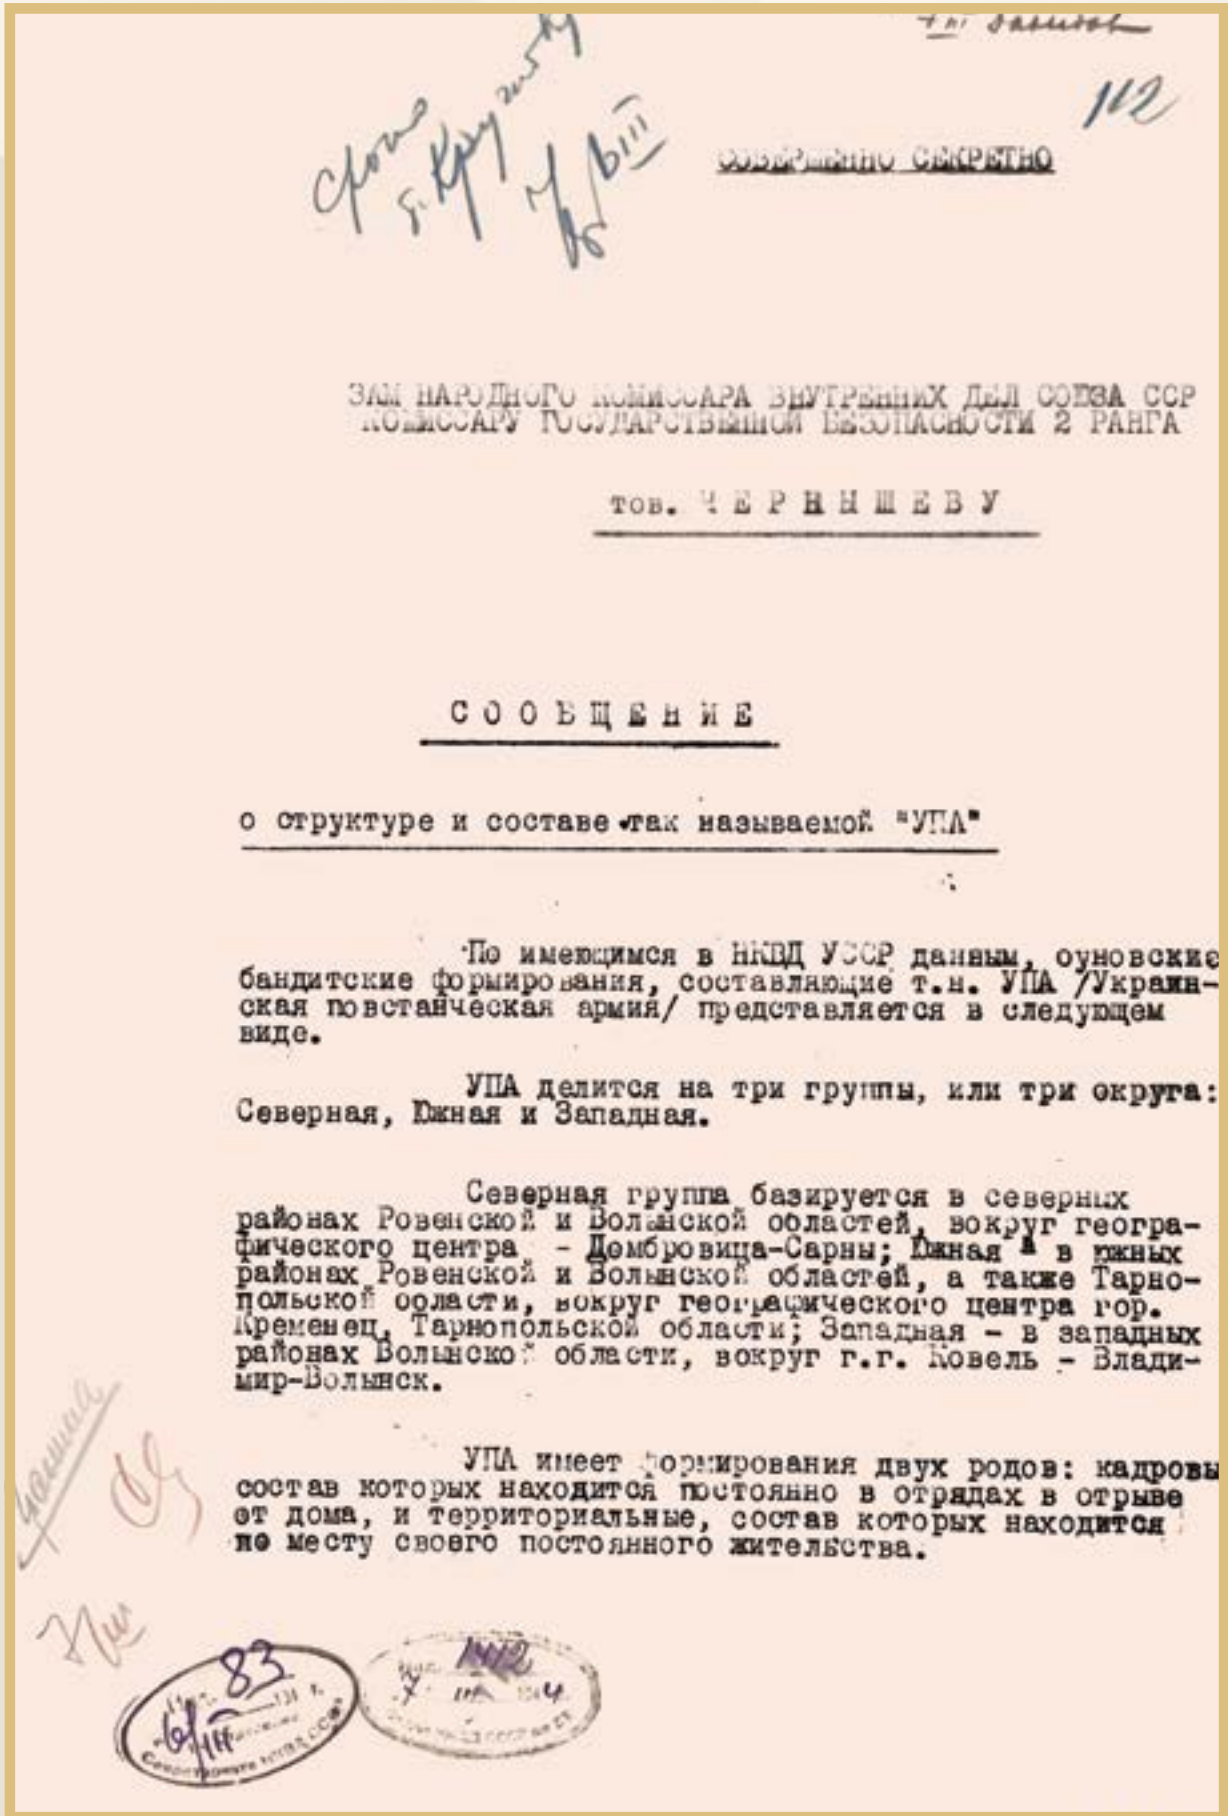 112
СОВЕРШЕННО СЕКРЕТНО
ЗАМ НАРОДНОГО КОМИССАРА ВНУТРЕННИХ ДЕЛ СОЮЗА ССР
КОМИССАРУ ГОСУДАРСТВЕННОЙ БЕЗОПАСНОСТИ 2 РАНГА
тов. ЧЕРНЫШЕВУ
СООБЩЕНИЕ
о структуре и составе так называемой "УПА"
По имеющимся в НКВД УССР данным, оуновские
бандитские формирования, составляющие т.н. УПА /Украин-
ская повстанческая армия/ представляется в следующем
виде.
УПА делится на три группы, или три округа:
Северная, Южная и Западная.
Северная группа базируется в северных
районах Ровенской и Волынской областей, вокруг геогра-
фического центра - Домбровица-Сарны; Южная в южных
районах Ровенской и Волынской областей, а также Тарно-
польской области, вокруг географического центра гор.
Кременец, Тарнопольской области; Западная - в западных
районах Волынской области, вокруг г.г. Ковель - Влади-
мир-Волынск.
УПА имеет формирования двух родов: кадровы
состав которых находится постоянно в отрядах в отрыве
от дома, и территориальные, состав которых находится
по месту своего постоянного жительства.
83
6/III
1412
7 III